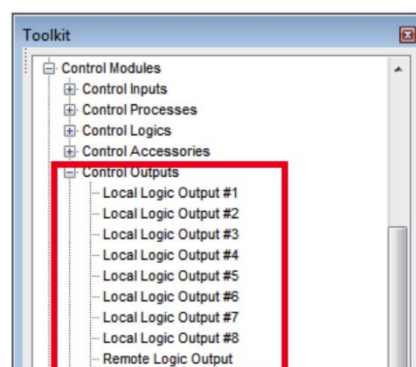 Toolkit
Control Modules
Control Inputs
Control Processes
Control Logics
Control Accessories
Control Outputs
Local Logic Output #1
Local Logic Output #2
Local Logic Output #3
Local Logic Output #4
Local Logic Output #5
Local Logic Output #6
Local Logic Output #7
Local Logic Output #8
Remote Logic Output